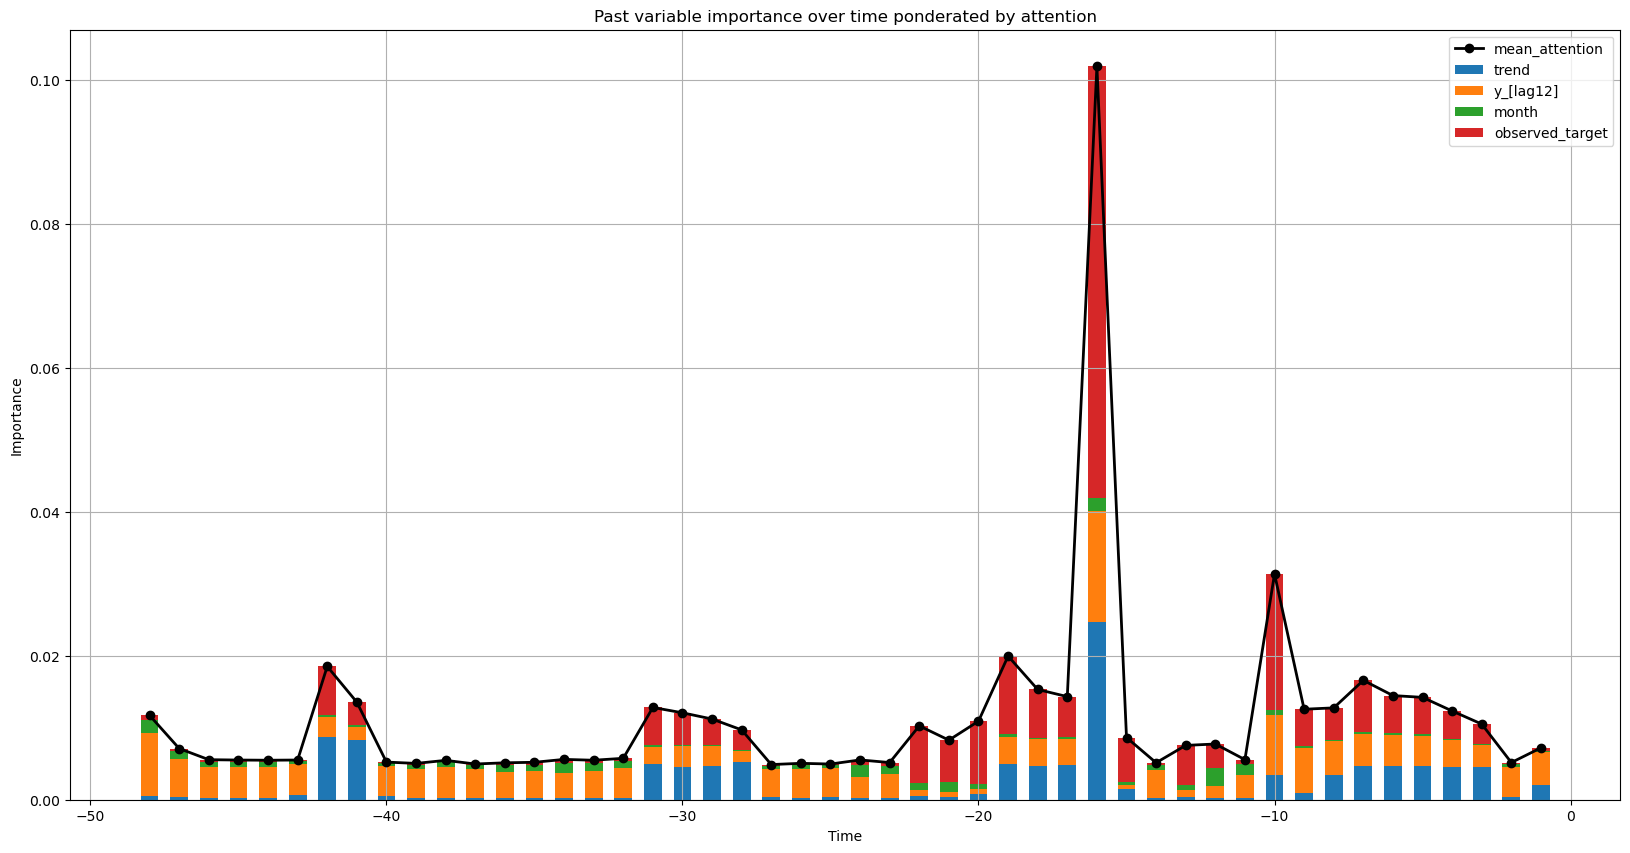 Past variable importance over time ponderated by attention
mean_attention
trend
y_[lag12]
month
observed_target
0.10
0.08
0.06
0.04
0.02
0.00
Importance
−50
−40
−30
−20
−10
0
Time